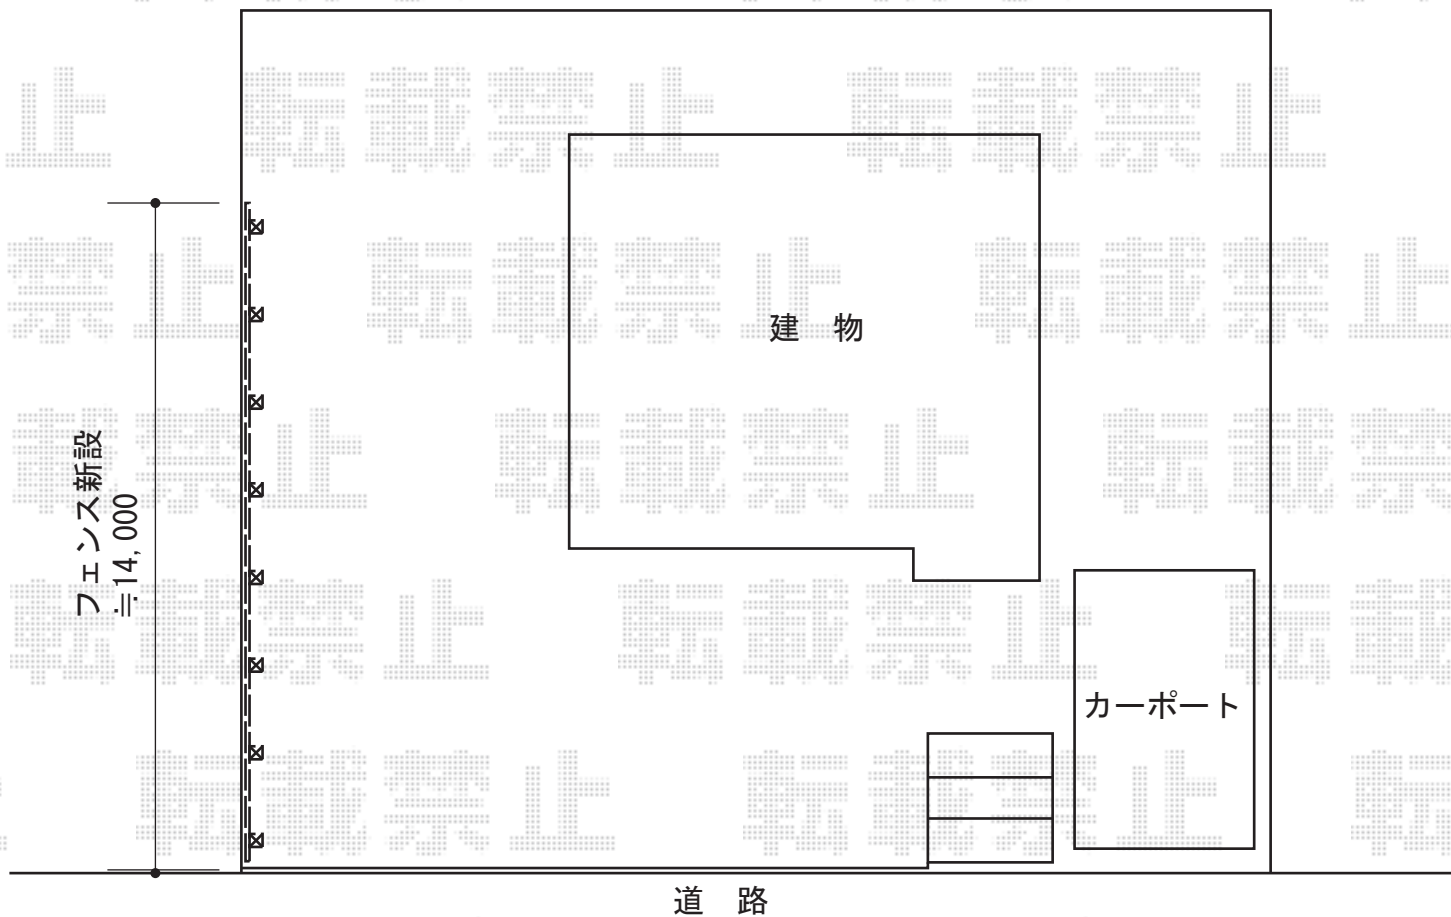 転載禁止
建 物
フェンス新設
≒14,000
カーポート
道 路